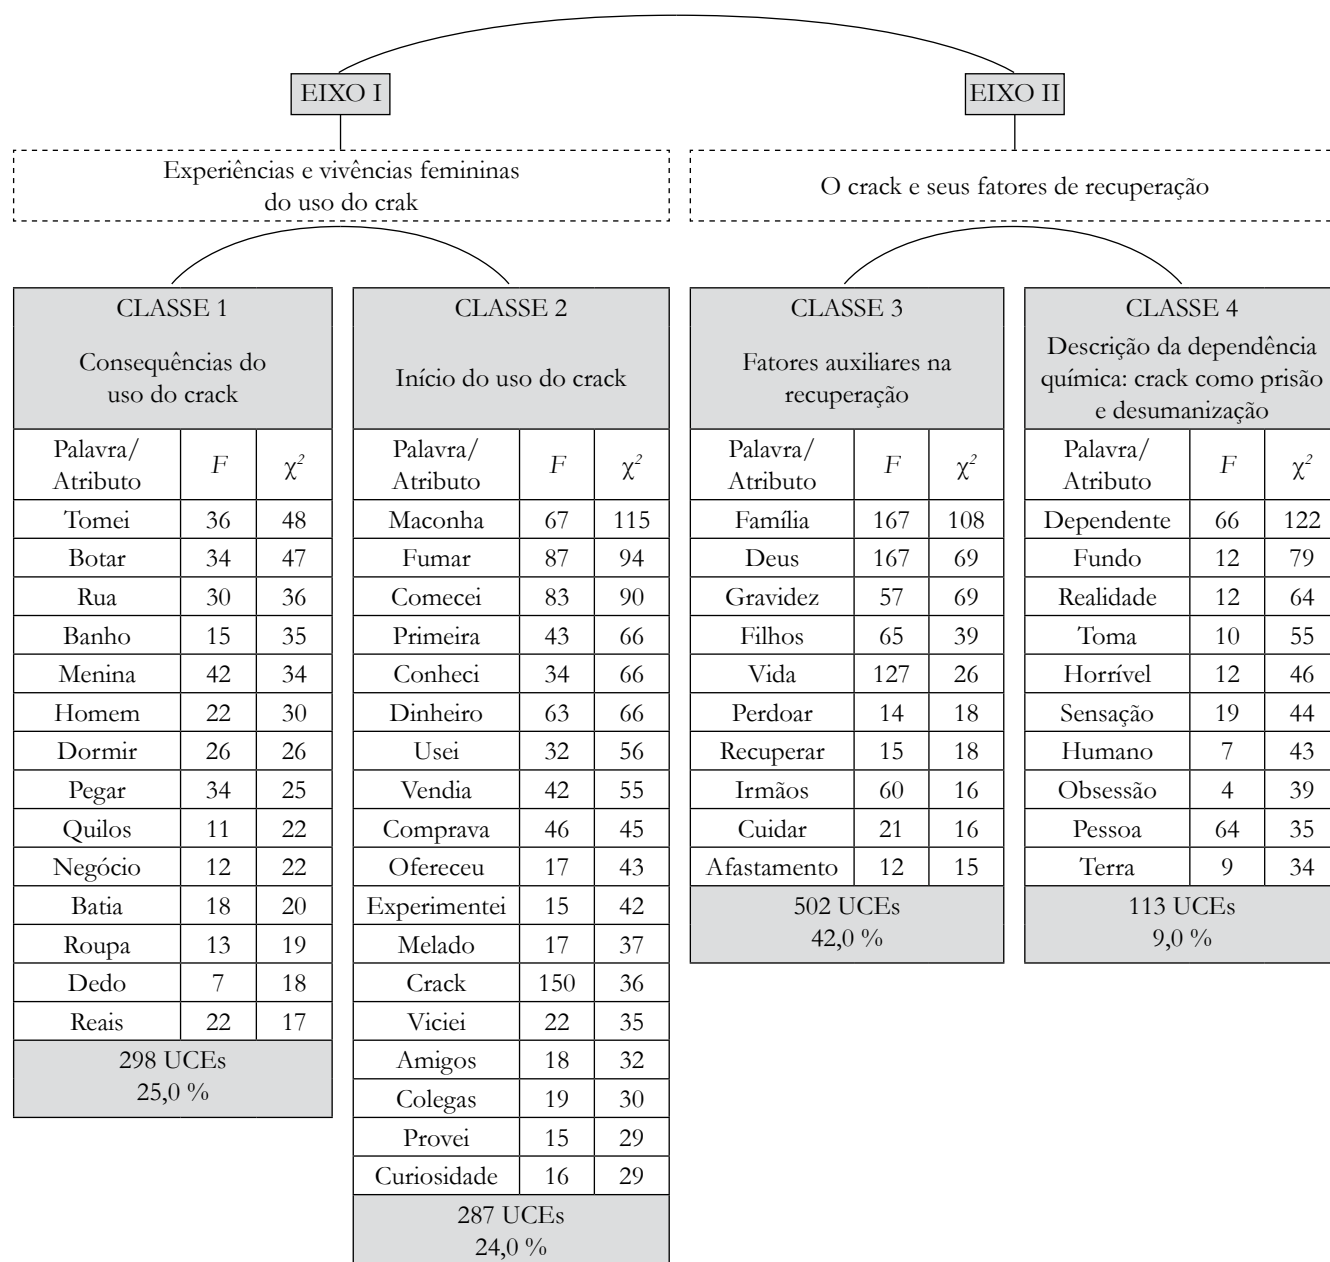 EIXO I
EIXO II
Experiências e vivências femininas
do uso do crak
O crack e seus fatores de recuperação
CLASSE 1
Consequências do
uso do crack
Palavra/
Atributo
F
χ²
Tomei 36 48
Botar 34 47
Rua 30 36
Banho 15 35
Menina 42 34
Homem 22 30
Dormir 26 26
Pegar 34 25
Quilos 11 22
Negócio 12 22
Batia 18 20
Roupa 13 19
Dedo 7 18
Reais 22 17
298 UCEs
25,0 %
CLASSE 2
Início do uso do crack
Palavra/
Atributo
F
χ²
Maconha 67 115
Fumar 87 94
Comecei 83 90
Primeira 43 66
Conheci 34 66
Dinheiro 63 66
Usei 32 56
Vendia 42 55
Comprava 46 45
Ofereceu 17 43
Experimentei 15 42
Melado 17 37
Crack 150 36
Viciei 22 35
Amigos 18 32
Colegas 19 30
Provei 15 29
Curiosidade 16 29
287 UCEs
24,0 %
CLASSE 3
Fatores auxiliares na
recuperação
Palavra/
Atributo
F
χ²
Família 167 108
Deus 167 69
Gravidez 57 69
Filhos 65 39
Vida 127 26
Perdoar 14 18
Recuperar 15 18
Irmãos 60 16
Cuidar 21 16
Afastamento 12 15
502 UCEs
42,0 %
CLASSE 4
Descrição da dependência
química: crack como prisão
e desumanização
Palavra/
Atributo
F
χ²
Dependente 66 122
Fundo 12 79
Realidade 12 64
Toma 10 55
Horrível 12 46
Sensação 19 44
Humano 7 43
Obsessão 4 39
Pessoa 64 35
Terra 9 34
113 UCEs
9,0 %